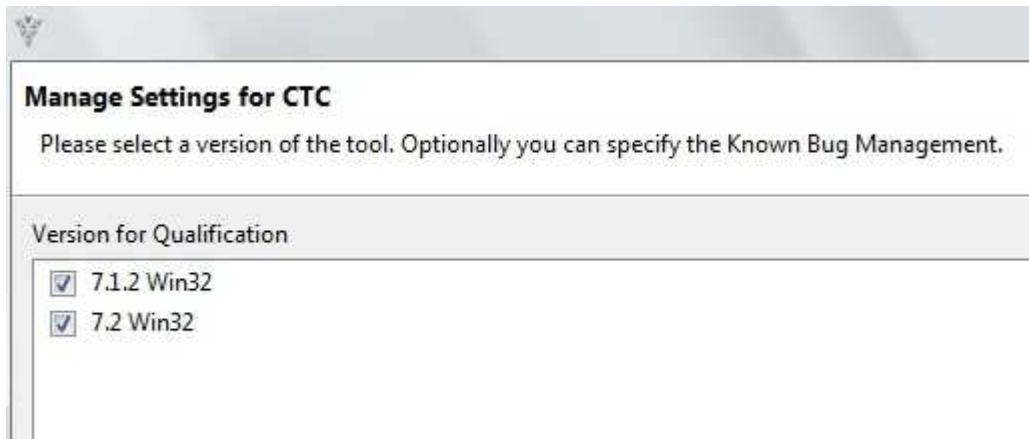 Manage Settings for CTC
Please select a version of the tool. Optionally you can specify the Known Bug Management.
Version for Qualification
7.1.2 Win32
7.2 Win32